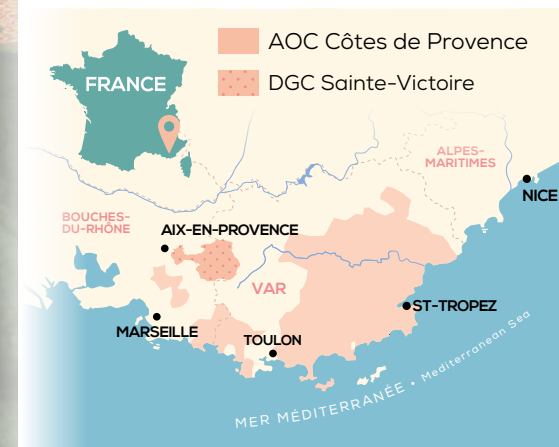 AOC Côtes de Provence
FRANCE
DGC Sainte-Victoire
ALPES-
MARITIMES
NICE
BOUCHES-
DU-RHÔNE
AIX-EN-PROVENCE
VAR
ST-TROPEZ
MARSEILLE
TOULON
MER MÉDITERRANÉE • Mediterranean Sea